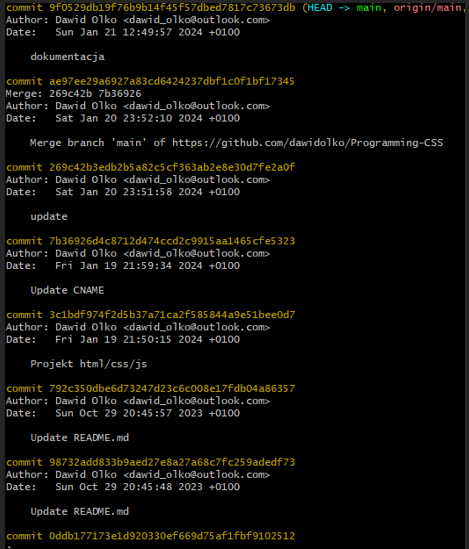 commit 9f0529db19f76b9b14f45f57dbed7817c73673db (HEAD -> main, origin/main,
Author: Dawid Olko <dawid_olko@outlook.com>
Date:   Sun Jan 21 12:49:57 2024 +0100
dokumentacja
commit ae97ee29a6927a83cd6424237dbf1c0f1bf17345
Merge: 269c42b 7b36926
Author: Dawid Olko <dawid_olko@outlook.com>
Date:   Sat Jan 20 23:52:10 2024 +0100
Merge branch 'main' of https://github.com/dawidolko/Programming-CSS
commit 269c42b3edb2b5a82c5cf363ab2e8e30d7fe2a0f
Author: Dawid Olko <dawid_olko@outlook.com>
Date:   Sat Jan 20 23:51:58 2024 +0100
update
commit 7b36926d4c8712d474ccd2c9915aa1465cfe5323
Author: Dawid Olko <dawid_olko@outlook.com>
Date:   Fri Jan 19 21:59:34 2024 +0100
Update CNAME
commit 3c1bdf974f2d5b37a71ca2f585844a9e51bee0d7
Author: Dawid Olko <dawid_olko@outlook.com>
Date:   Fri Jan 19 21:50:15 2024 +0100
Projekt html/css/js
commit 792c350dbe6d73247d23c6c008e17fdb04a86357
Author: Dawid Olko <dawid_olko@outlook.com>
Date:   Sun Oct 29 20:45:57 2023 +0100
Update README.md
commit 98732add833b9aed27e8a27a68c7fc259adedf73
Author: Dawid Olko <dawid_olko@outlook.com>
Date:   Sun Oct 29 20:45:48 2023 +0100
Update README.md
commit 0ddb177173e1d920330ef669d75af1fbf9102512
: